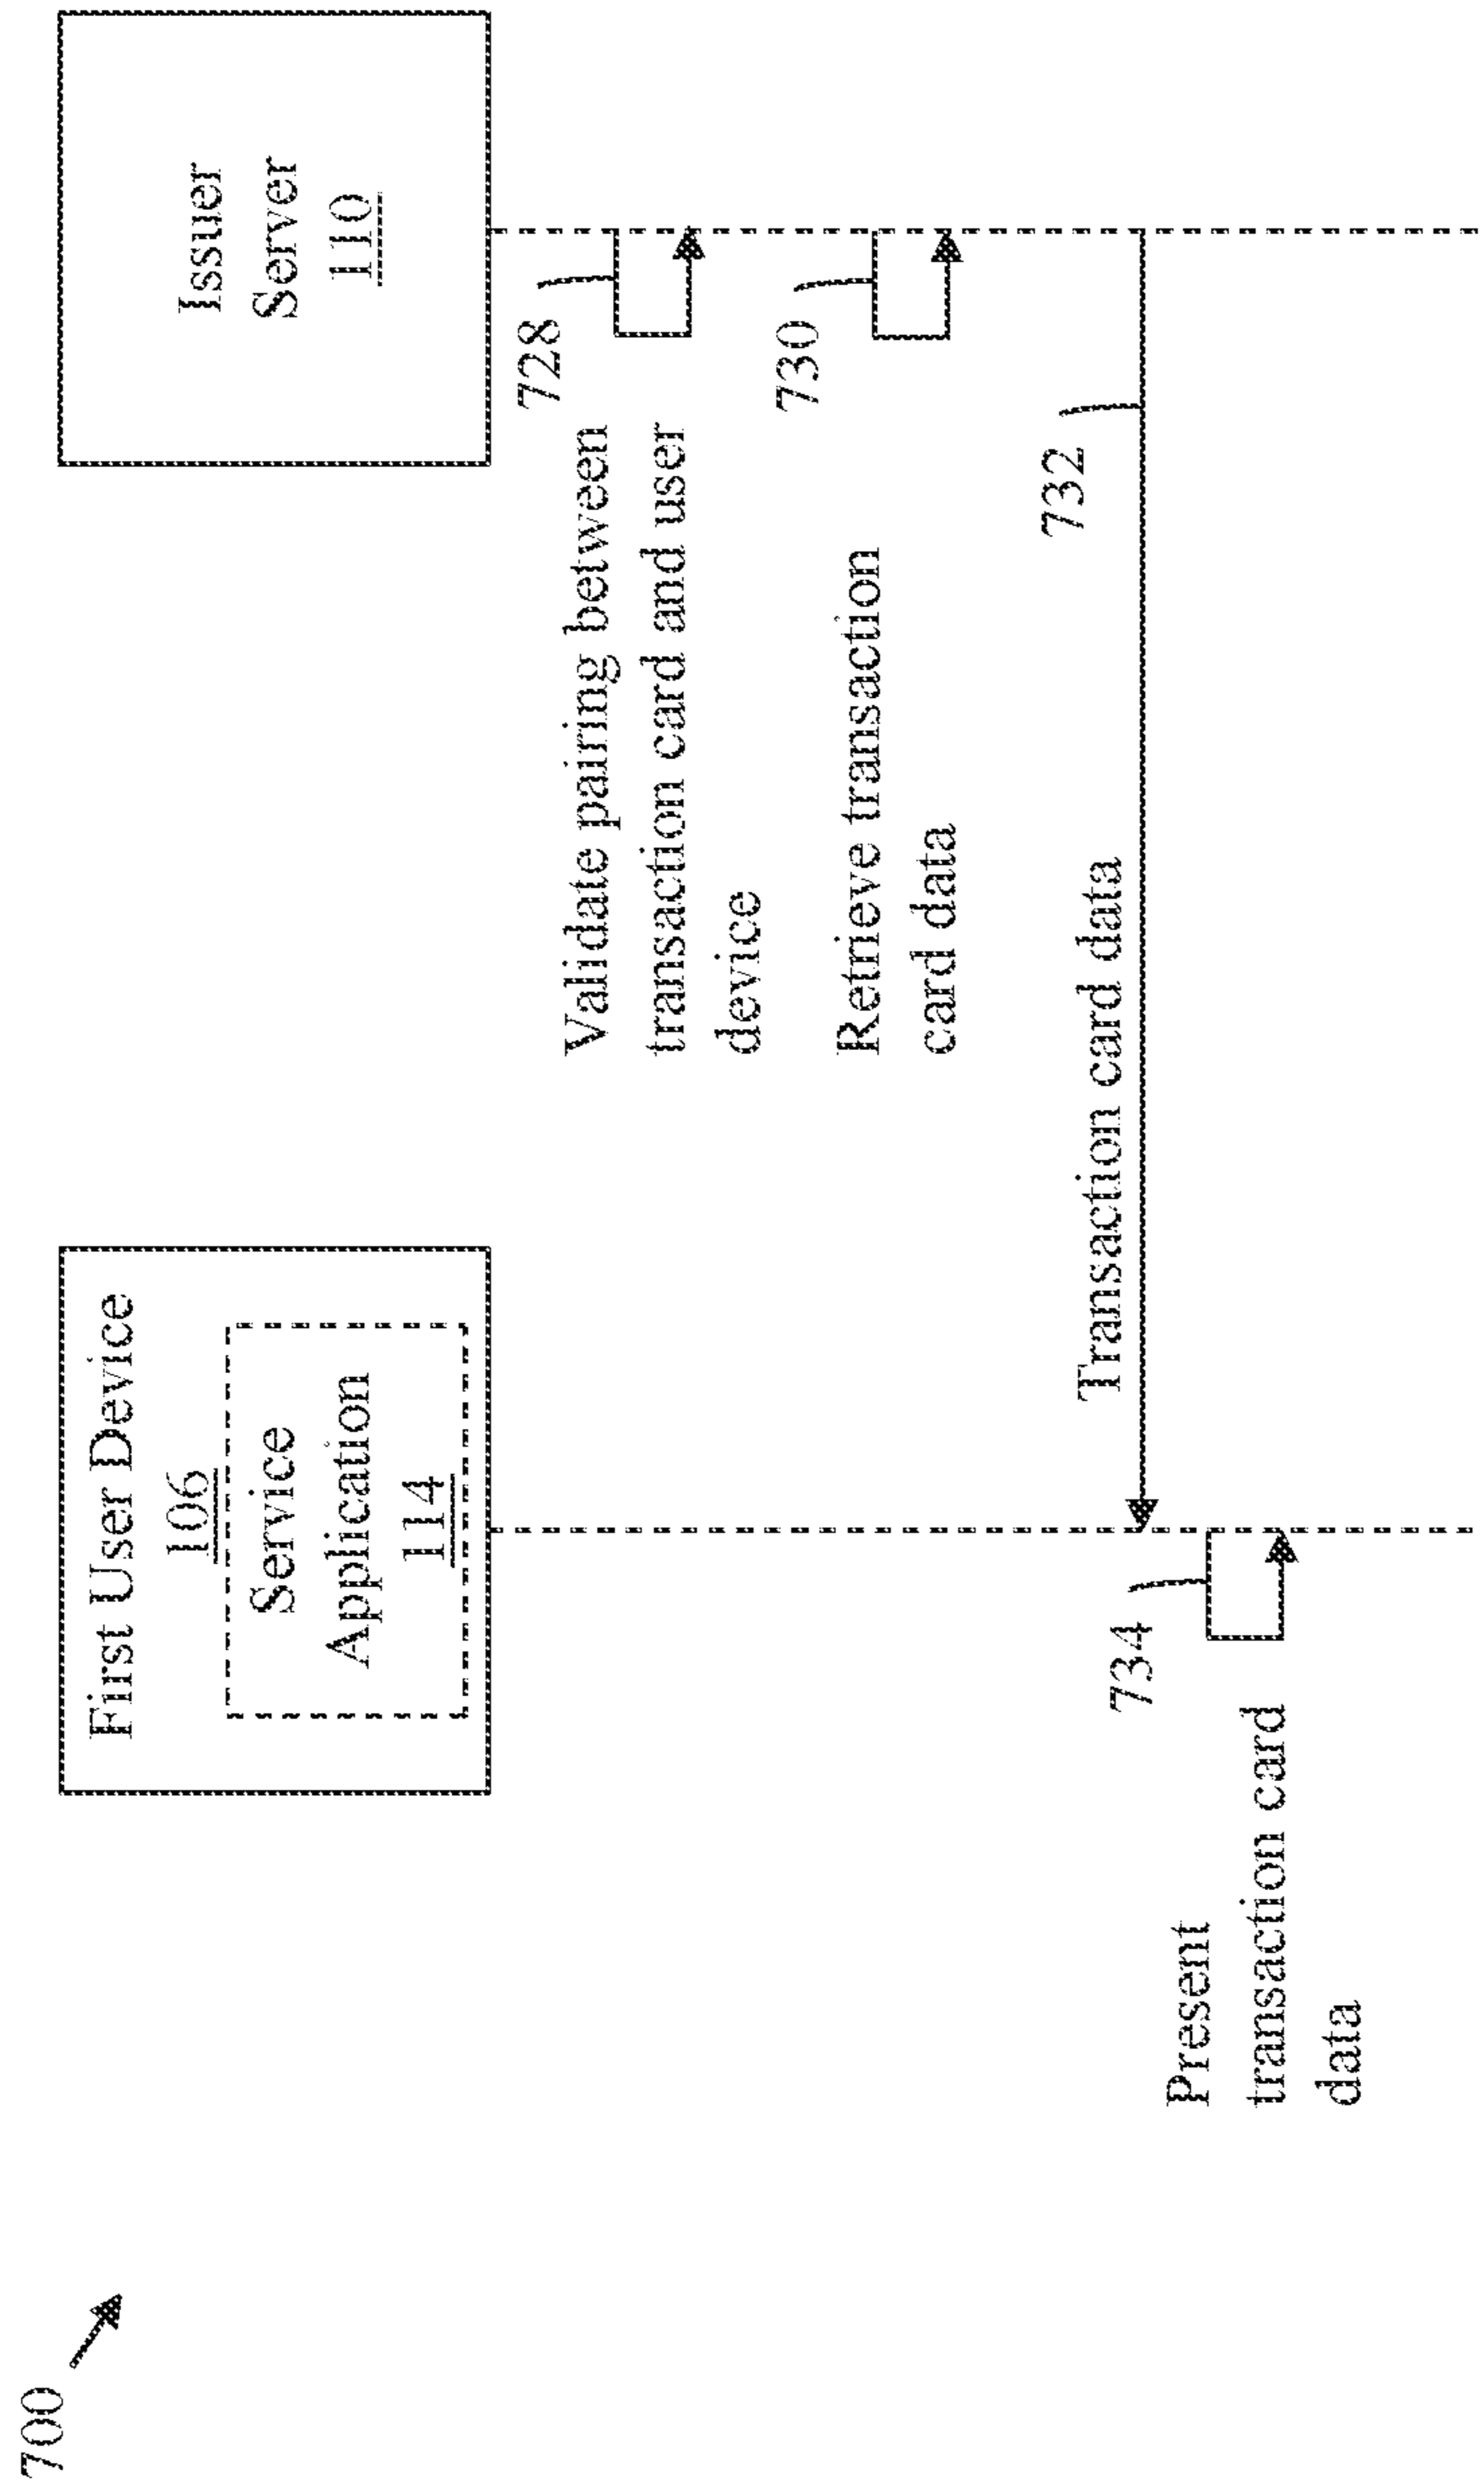 700
First User Device
106
Service
Application
114
Issuer
Server
110
728
Validate pairing between
transaction card and user
device
730
Retrieve transaction
card data
732
Transaction card data
734
Present
transaction card
data